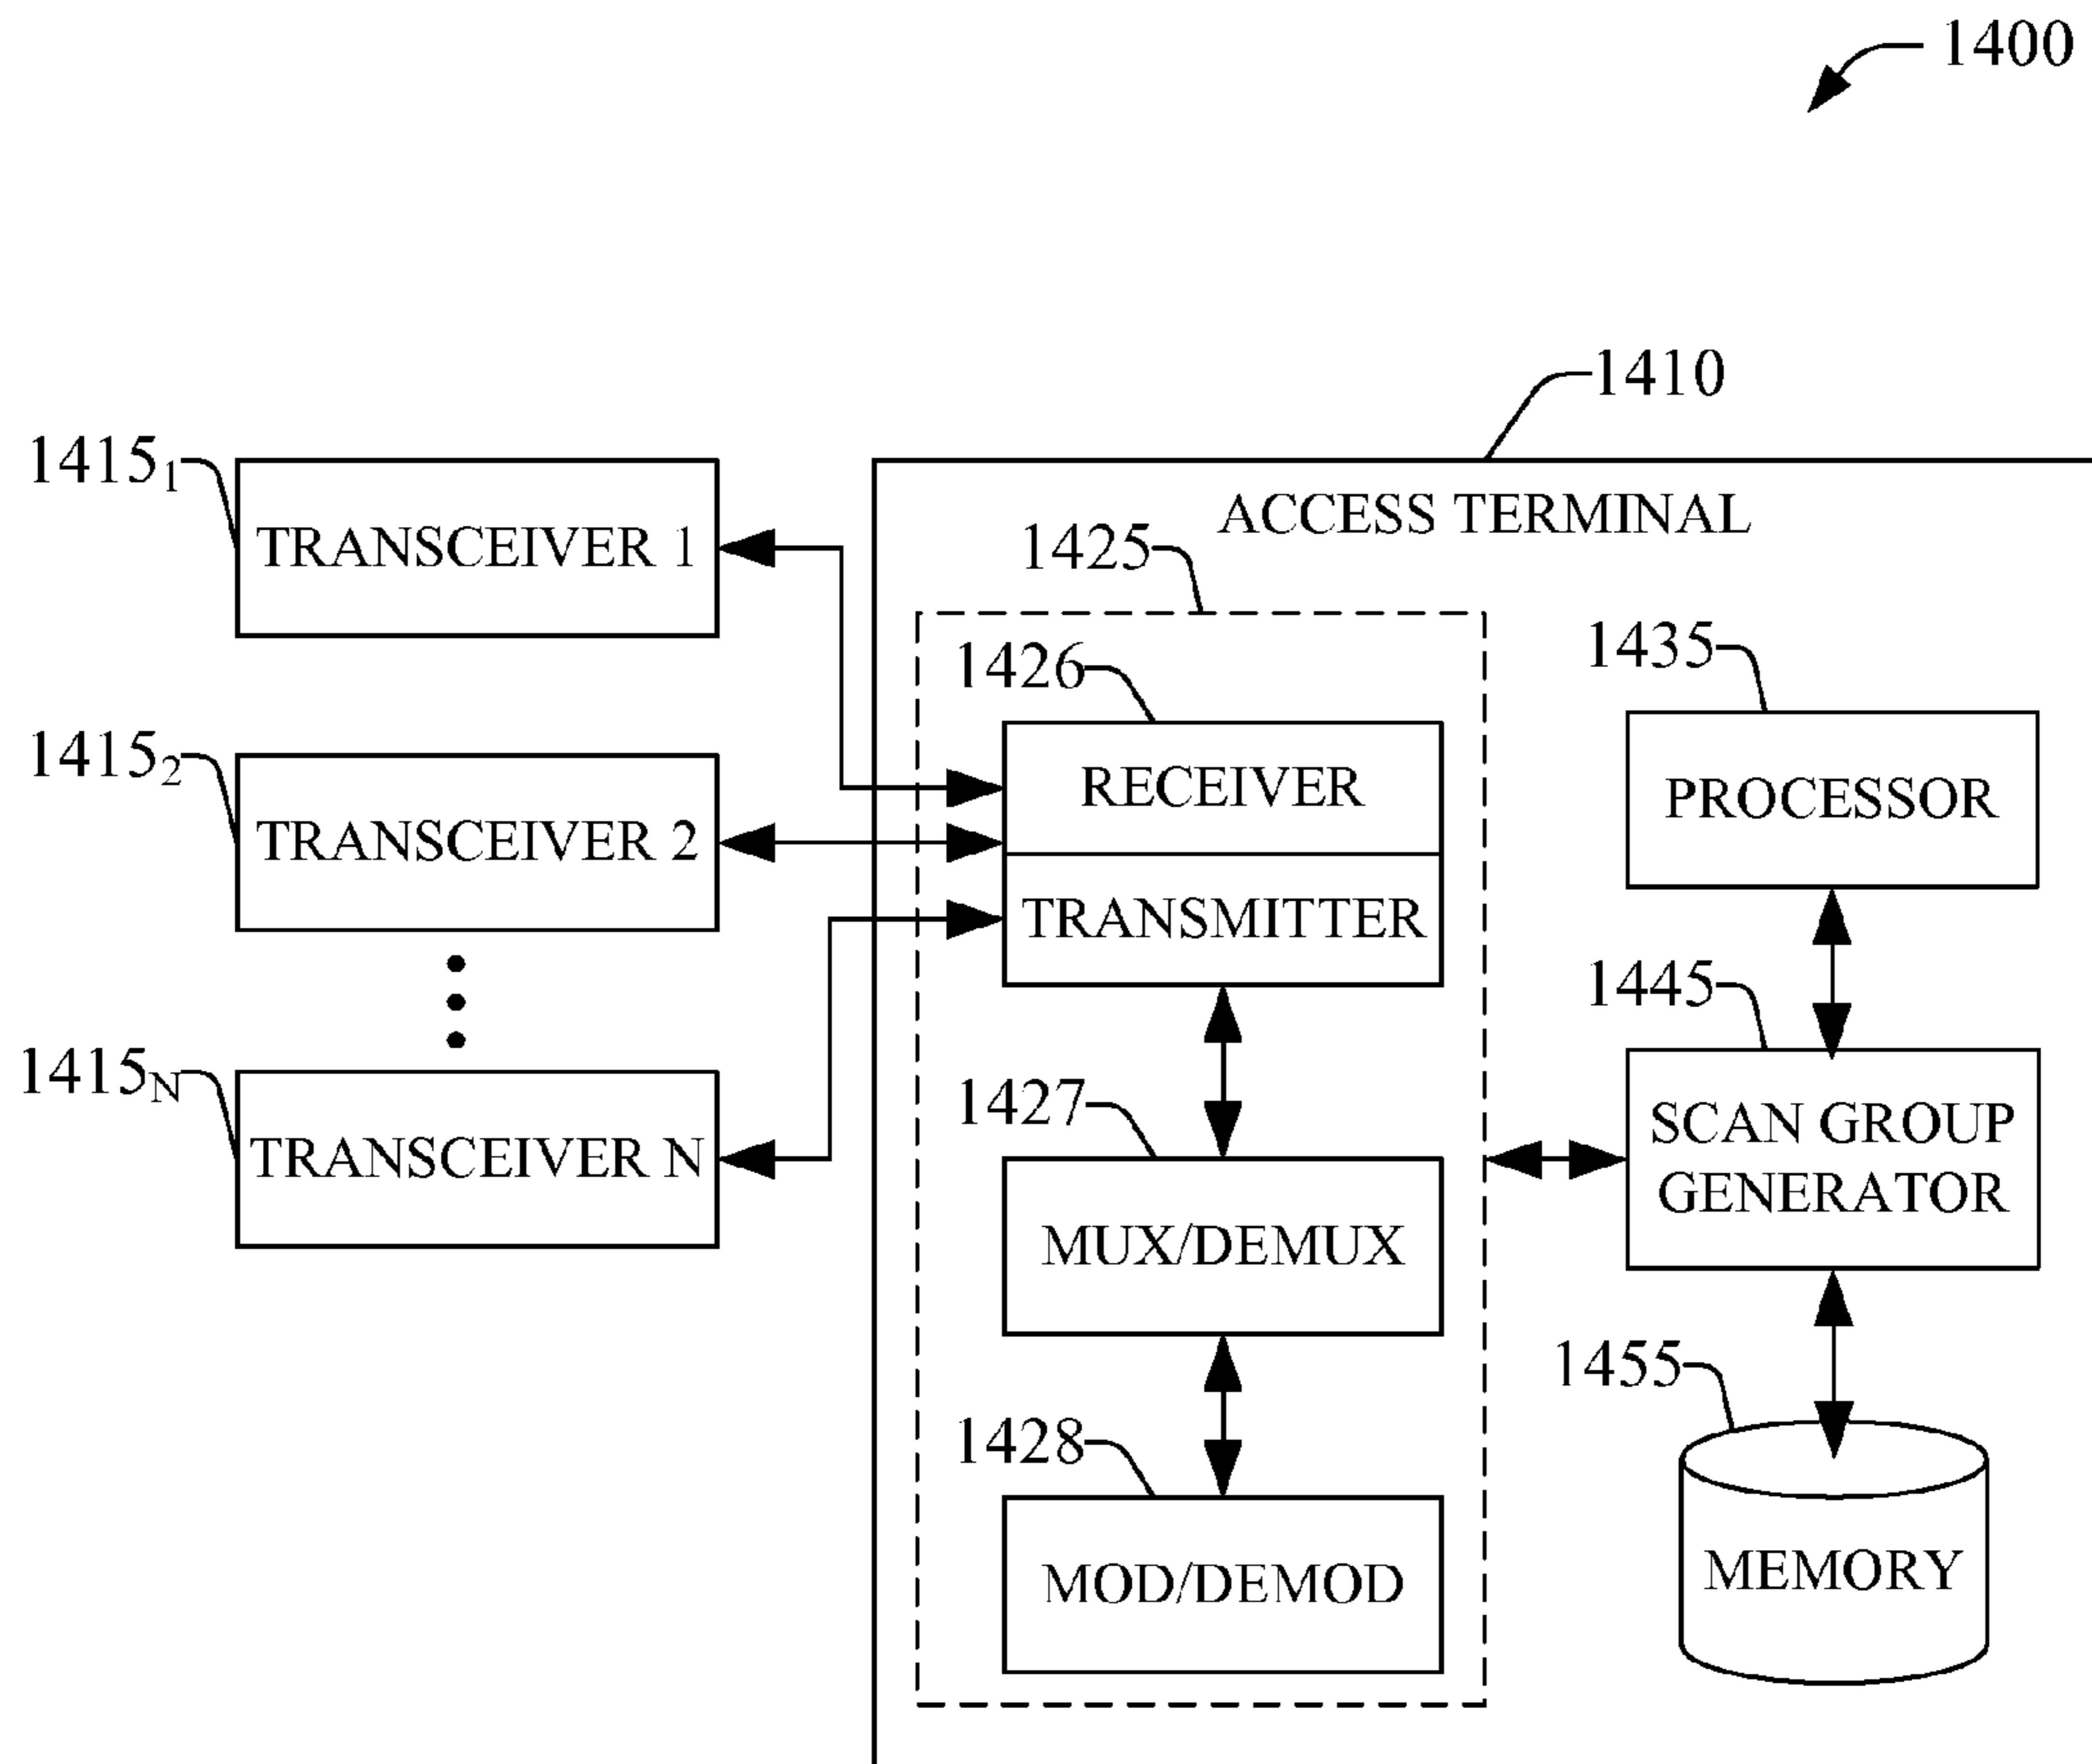 1400
1410
ACCESS TERMINAL
1415₁
TRANSCEIVER 1
1415₂
TRANSCEIVER 2
1415N
TRANSCEIVER N
1425
1426
RECEIVER
TRANSMITTER
1427
MUX/DEMUX
1428
MOD/DEMOD
1435
PROCESSOR
1445
SCAN GROUP
GENERATOR
1455
MEMORY